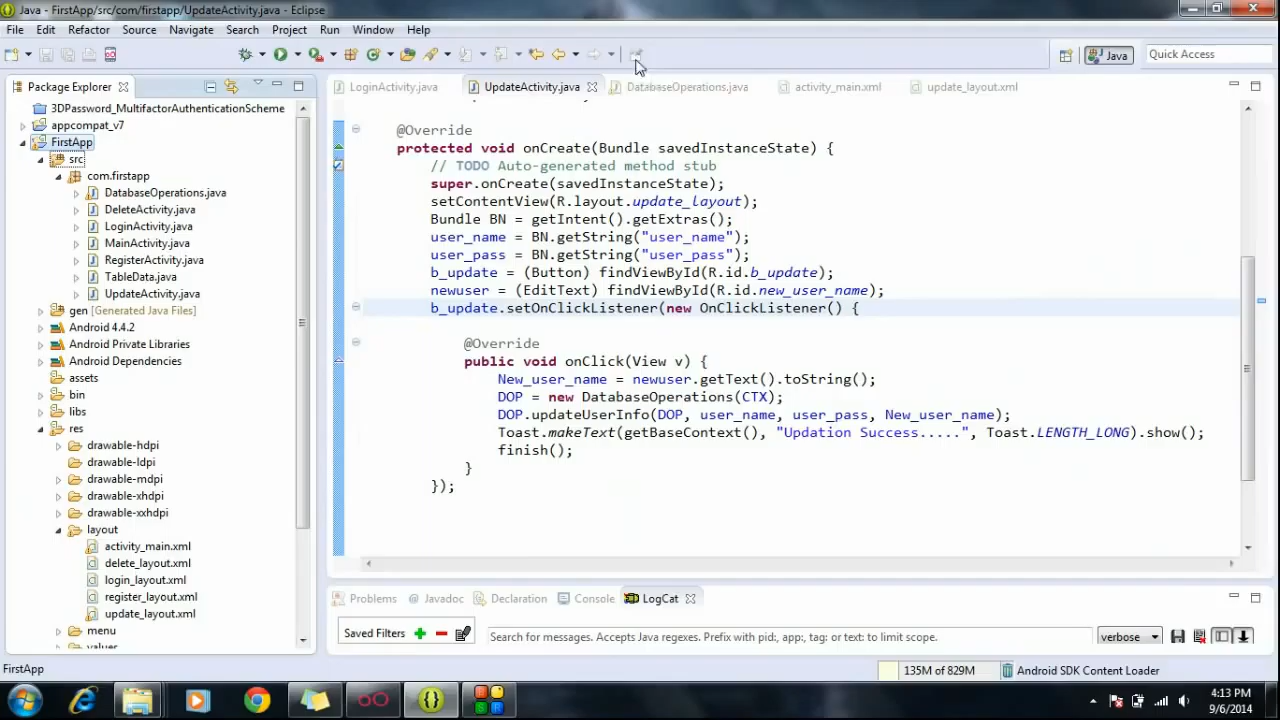 Java - FirstApp/src/com/firstapp/UpdateActivity.java - Eclipse
File Edit Refactor Source Navigate Search Project Run Window Help
Java
Quick Access
Package Explorer
3DPassword_MultifactorAuthenticationScheme
appcompat_v7
FirstApp
src
com.firstapp
DatabaseOperations.java
DeleteActivity.java
LoginActivity.java
MainActivity.java
RegisterActivity.java
TableData.java
UpdateActivity.java
gen [Generated Java Files]
Android 4.4.2
Android Private Libraries
Android Dependencies
assets
bin
libs
res
drawable-hdpi
drawable-ldpi
drawable-mdpi
drawable-xhdpi
drawable-xxhdpi
layout
activity_main.xml
delete_layout.xml
login_layout.xml
register_layout.xml
update_layout.xml
menu
values
LoginActivity.java UpdateActivity.java DatabaseOperations.java activity_main.xml update_layout.xml
@Override
protected void onCreate(Bundle savedInstanceState) {
// TODO Auto-generated method stub
super.onCreate(savedInstanceState);
setContentView(R.layout.update_layout);
Bundle BN = getIntent().getExtras();
user_name = BN.getString("user_name");
user_pass = BN.getString("user_pass");
b_update = (Button) findViewById(R.id.b_update);
newuser = (EditText) findViewById(R.id.new_user_name);
b_update.setOnClickListener(new OnClickListener() {
@Override
public void onClick(View v) {
New_user_name = newuser.getText().toString();
DOP = new DatabaseOperations(CTX);
DOP.updateUserInfo(DOP, user_name, user_pass, New_user_name);
Toast.makeText(getBaseContext(), "Updation Success.....", Toast.LENGTH_LONG).show();
finish();
}
});
Problems Javadoc Declaration Console LogCat
Saved Filters
Search for messages. Accepts Java regexes. Prefix with pid:, app:, tag: or text: to limit scope.
verbose
FirstApp
135M of 829M
Android SDK Content Loader
4:13 PM
9/6/2014